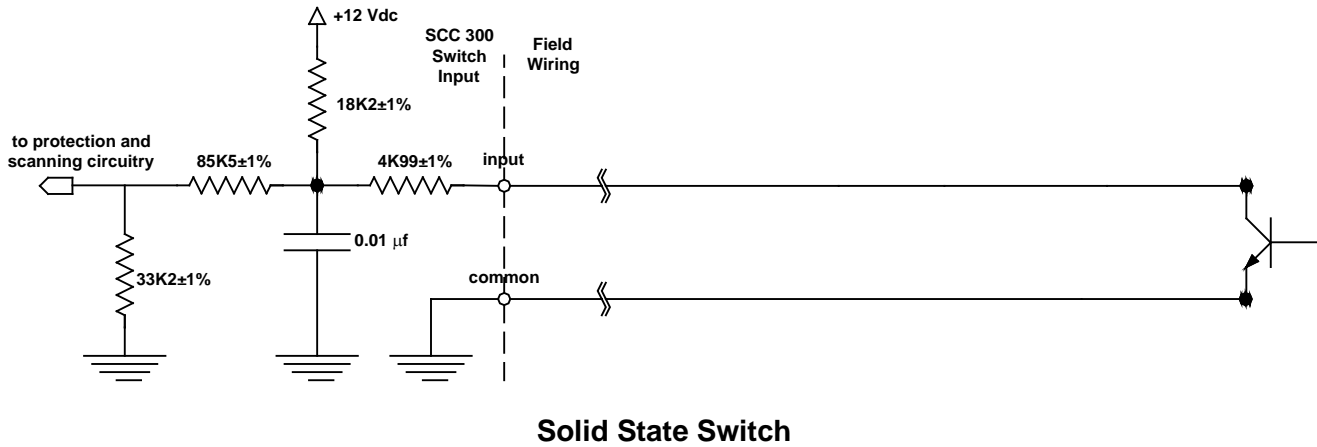 +12 Vdc
SCC 300
Switch
Input
Field
Wiring
18K2±1%
to protection and
scanning circuitry
85K5±1%
4K99±1%
input
0.01 μf
33K2±1%
common
Solid State Switch